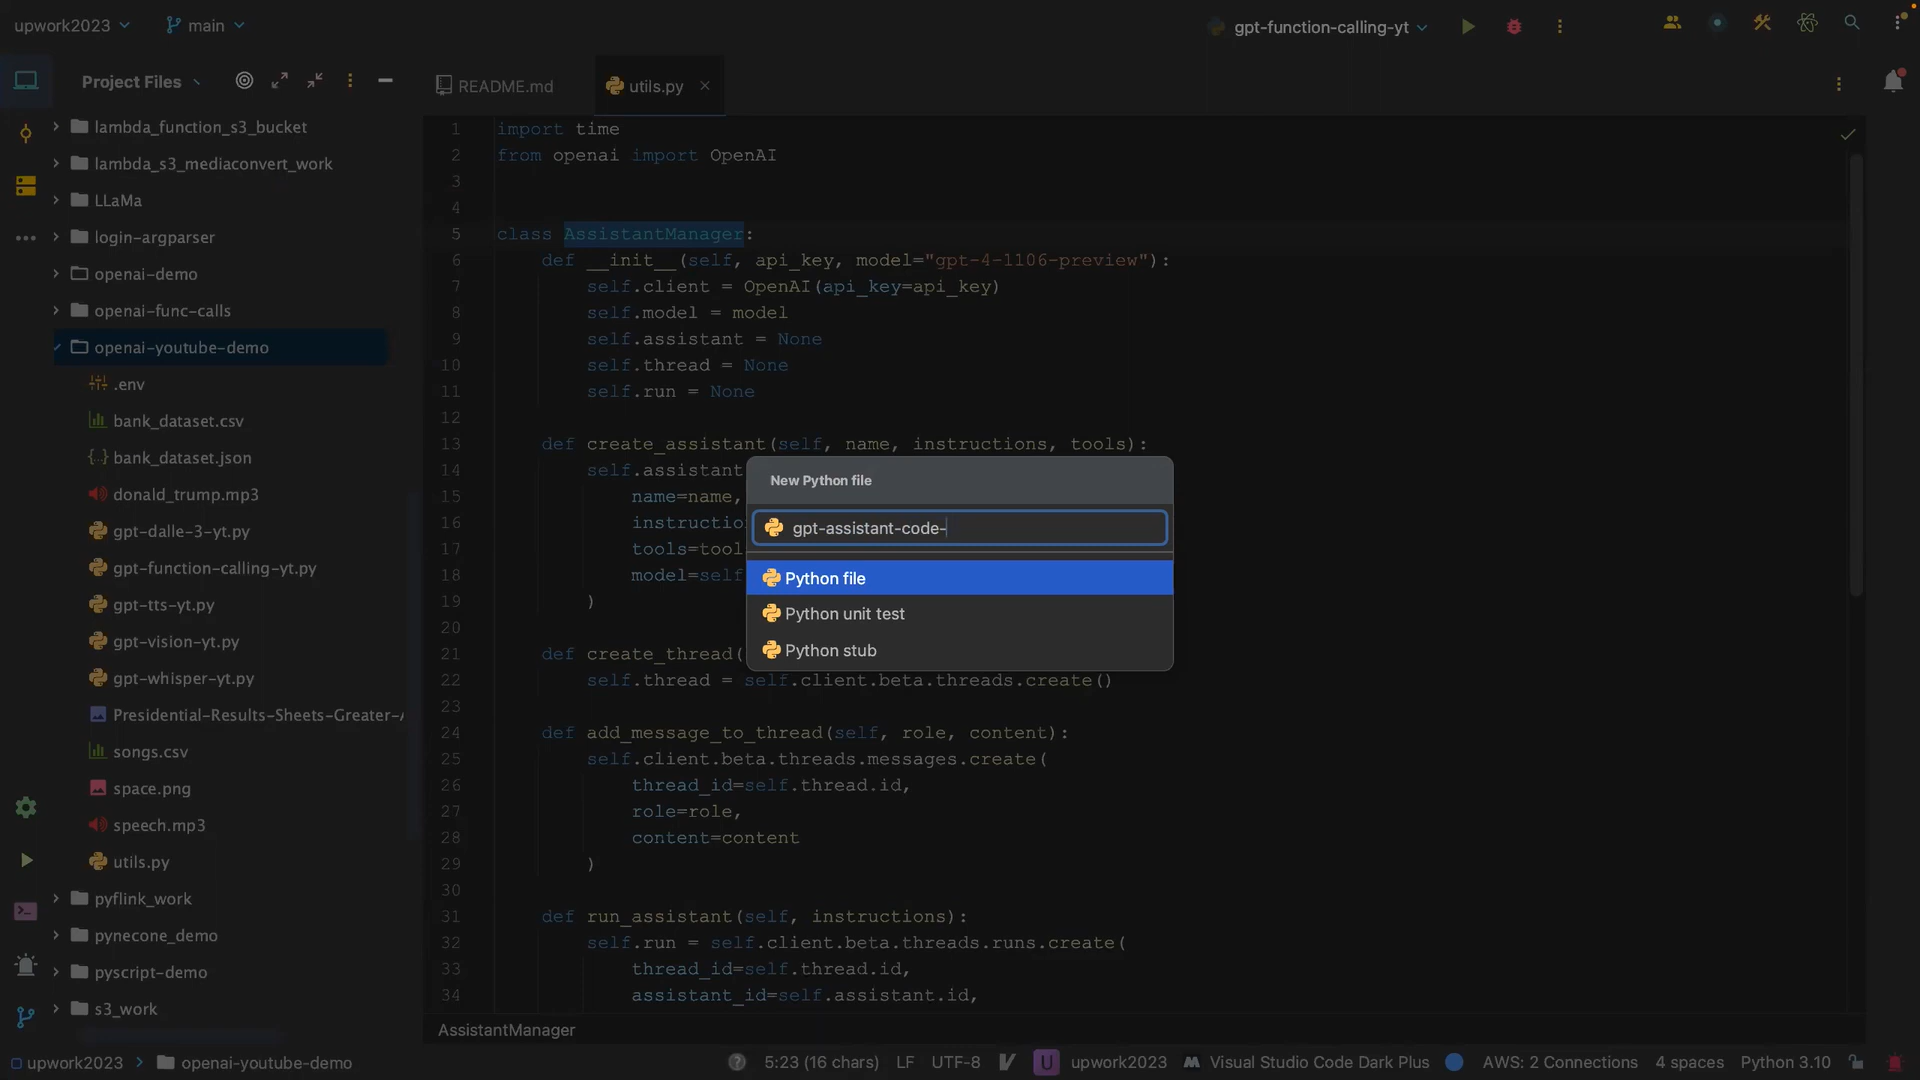 upwork2023
main
gpt-function-calling-yt
Project Files
README.md
utils.py
lambda_function_s3_bucket
lambda_s3_mediaconvert_work
LLaMa
login-argparser
openai-demo
openai-func-calls
openai-youtube-demo
.env
bank_dataset.csv
bank_dataset.json
donald_trump.mp3
gpt-dalle-3-yt.py
gpt-function-calling-yt.py
gpt-tts-yt.py
gpt-vision-yt.py
gpt-whisper-yt.py
Presidential-Results-Sheets-Greater-
songs.csv
space.png
speech.mp3
utils.py
pyflink_work
pynecone_demo
pyscript-demo
s3_work
1 import time
2 from openai import OpenAI
3
4
5 class AssistantManager:
6 def __init__(self, api_key, model="gpt-4-1106-preview"):
7 self.client = OpenAI(api_key=api_key)
8 self.model = model
9 self.assistant = None
10 self.thread = None
11 self.run = None
12
13 def create_assistant(self, name, instructions, tools):
14 self.assistant
15 name=name,
16 instructio
17 tools=tool
18 model=self
19 )
20
21 def create_thread(
22 self.thread = self.client.beta.threads.create()
23
24 def add_message_to_thread(self, role, content):
25 self.client.beta.threads.messages.create(
26 thread_id=self.thread.id,
27 role=role,
28 content=content
29 )
30
31 def run_assistant(self, instructions):
32 self.run = self.client.beta.threads.runs.create(
33 thread_id=self.thread.id,
34 assistant_id=self.assistant.id,
New Python file
gpt-assistant-code-
Python file
Python unit test
Python stub
AssistantManager
upwork2023
openai-youtube-demo
5:23 (16 chars)
LF
UTF-8
U
upwork2023
Visual Studio Code Dark Plus
AWS: 2 Connections
4 spaces
Python 3.10